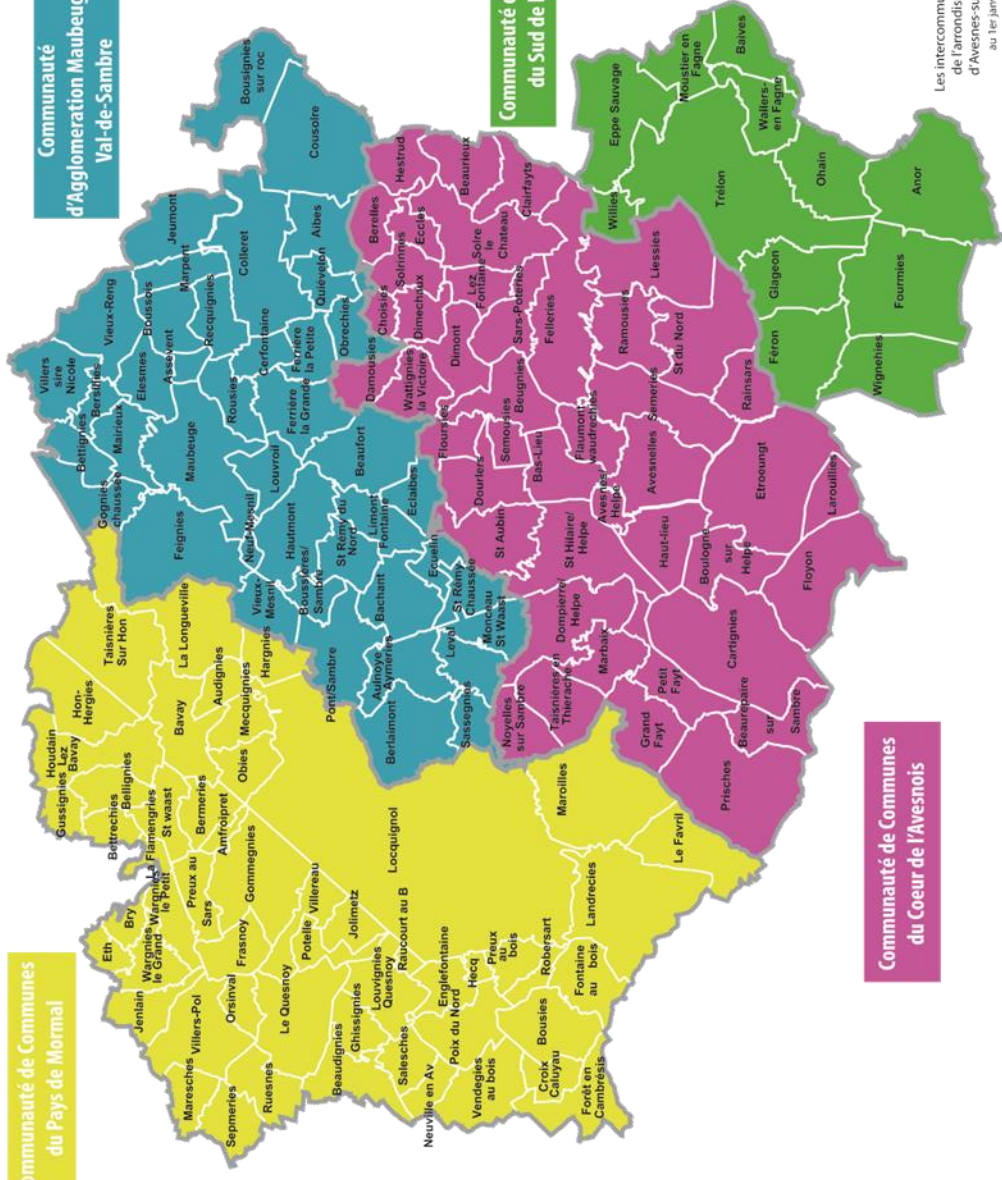 Communauté de Communes
du Pays de Mormal
Communauté
d'Agglomeration Maubeuge
Val-de-Sambre
Communauté
du Sud de
Communauté de Communes
du Coeur de l'Avesnois
Les intercommu
de l'arrondis
d'Avesnes-su
au 1er janv
Eth
Bry
Jenlain
Wargnies
le Grand
Wargnies
le Petit
Maresches
Villers-Pol
Sepmeries
Orsinval
Ruesnes
Le Quesnoy
Frasnoy
Potelle
Villereau
Gommegnies
Preux au
Sars
Amfroipret
Bermeries
La Flamengries
St waast
Bettrechies
Bellignies
Gussignies
Houdain
Lez
Bavay
Hon-
Hergies
Taisnières
Sur Hon
Bavay
La Longueville
Audignies
Mecquignies
Obies
Hargnies
Jolimetz
Locquignol
Beaudignies
Ghissignies
Louvignies
Quesnoy
Raucourt au B
Salesches
Englefontaine
Neuville en Av
Poix du Nord
Hecq
Preux
au
bois
Vendegies
au bois
Robersart
Bousies
Croix
Caluyau
Fontaine
au
bois
Forêt en
Cambrésis
Landrecies
Maroilles
Le Favril
Villers
sire
Nicole
Bettignies
Bersillies
Vieux-Reng
Gognies
chaussée
Mairieux
Elesmes
Boussois
Jeumont
Marpent
Assevent
Recquignies
Feignies
Maubeuge
Rousies
Colleret
Cerfontaine
Bousignies
sur roc
Cousolre
Aibes
Quiévelon
Ferrière
la Petite
Ferrière
la Grande
Obrechies
Neuf-Mesnil
Louvroil
Hautmont
Vieux-
Mesnil
Boussières/
Sambre
St Rémy du
Nord
Beaufort
Limont
Fontaine
Eclaibes
Pont/Sambre
Bachant
Ecuelin
Aulnoye
Aymeries
St Rémy
Chaussée
Leval
Monceau
St Waast
Berlaimont
Sassegnies
Hestrud
Berelles
Beaurieux
Choisies
Solrinnes
Eccles
Damousies
Dimechaux
Solre
le
Chateau
Clairfayts
Wattignies
la Victoire
Dimont
Lez
Fontaine
Sars-Poteries
Floursies
Beugnies
Felleries
Dourlers
Semousies
Bas-Lieu
Flaumont
waudrechies
Ramousies
Liessies
St Aubin
Avesnes/
Helpe
Semeries
St du Nord
St Hilaire/
Helpe
Avesnelles
Rainsars
Haut-lieu
Etroeungt
Dompierre/
Helpe
Boulogne
sur
Helpe
Larouillies
Floyon
Noyelles
sur Sambre
Taisnières en
Thierache
Marbaix
Cartignies
Petit
Fayt
Grand
Fayt
Beaurepaire
sur
Sambre
Prisches
Eppe Sauvage
Moustier en
Fagne
Baives
Willies
Wallers-
en Fagne
Trélon
Ohain
Glageon
Anor
Féron
Fourmies
Wignehies